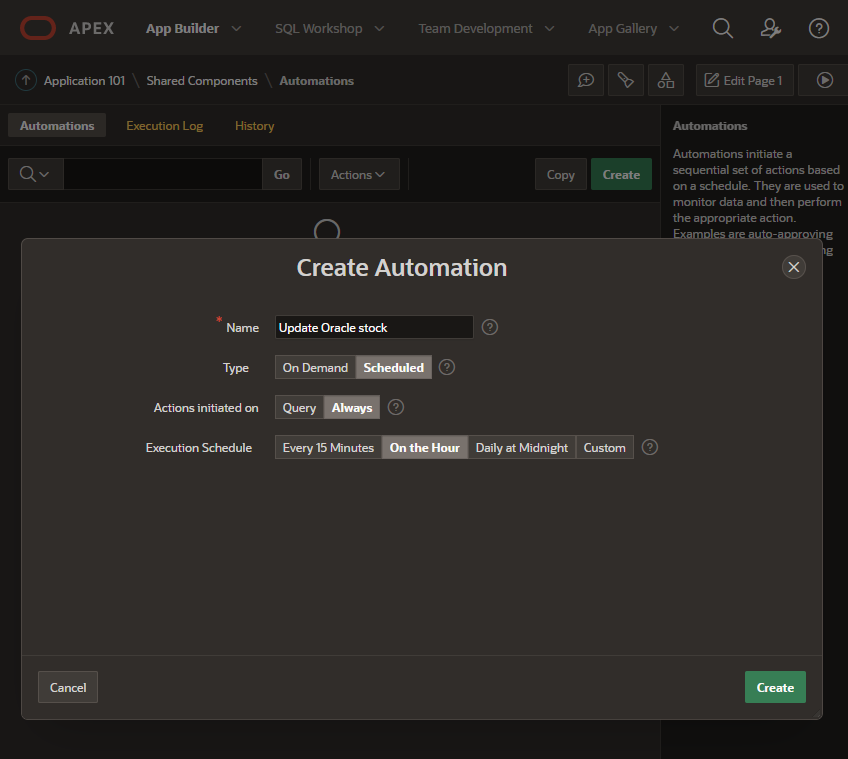 APEX App Builder SQL Workshop Team Development App Gallery
Application 101 \ Shared Components \ Automations Edit Page 1
Automations Execution Log History
Go Actions Copy Create
Automations
Automations initiate a
sequential set of actions based
on a schedule. They are used to
monitor data and then perform
the appropriate action.
Examples are auto-approving
Create Automation
* Name Update Oracle stock ?
Type On Demand Scheduled ?
Actions initiated on Query Always ?
Execution Schedule Every 15 Minutes On the Hour Daily at Midnight Custom ?
Cancel Create